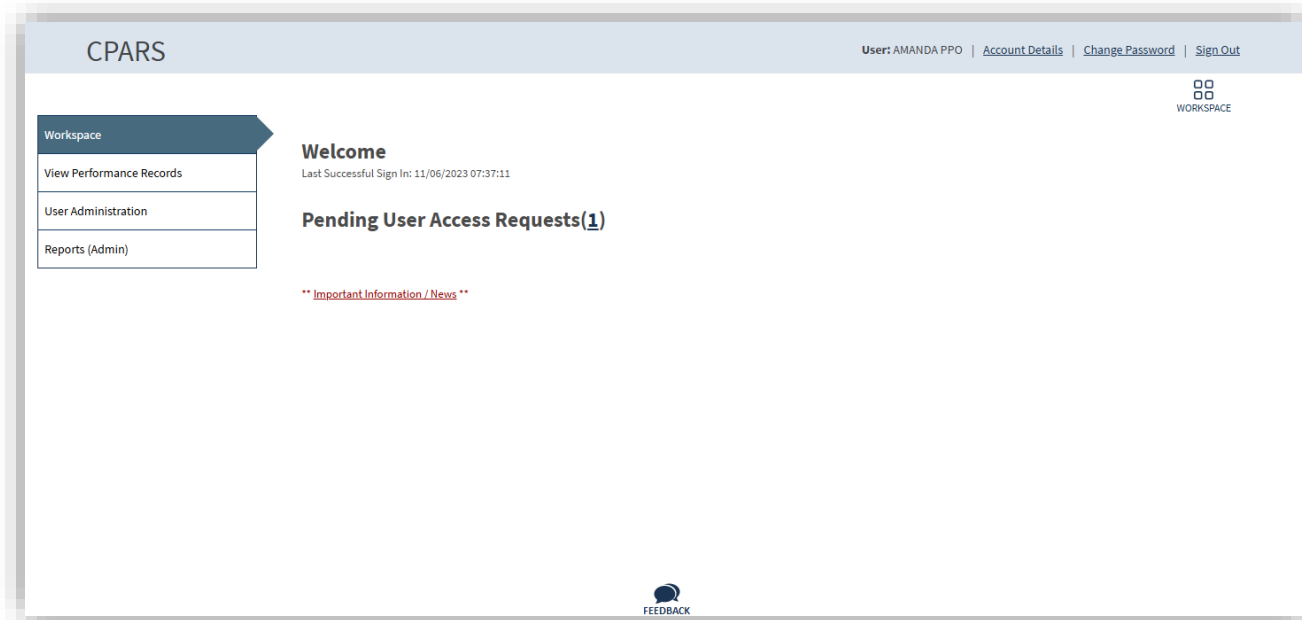 CPARS
User: AMANDA PPO | Account Details | Change Password | Sign Out
WORKSPACE
Workspace
View Performance Records
User Administration
Reports (Admin)
Welcome
Last Successful Sign In: 11/06/2023 07:37:11
Pending User Access Requests(1)
** Important Information / News **
FEEDBACK